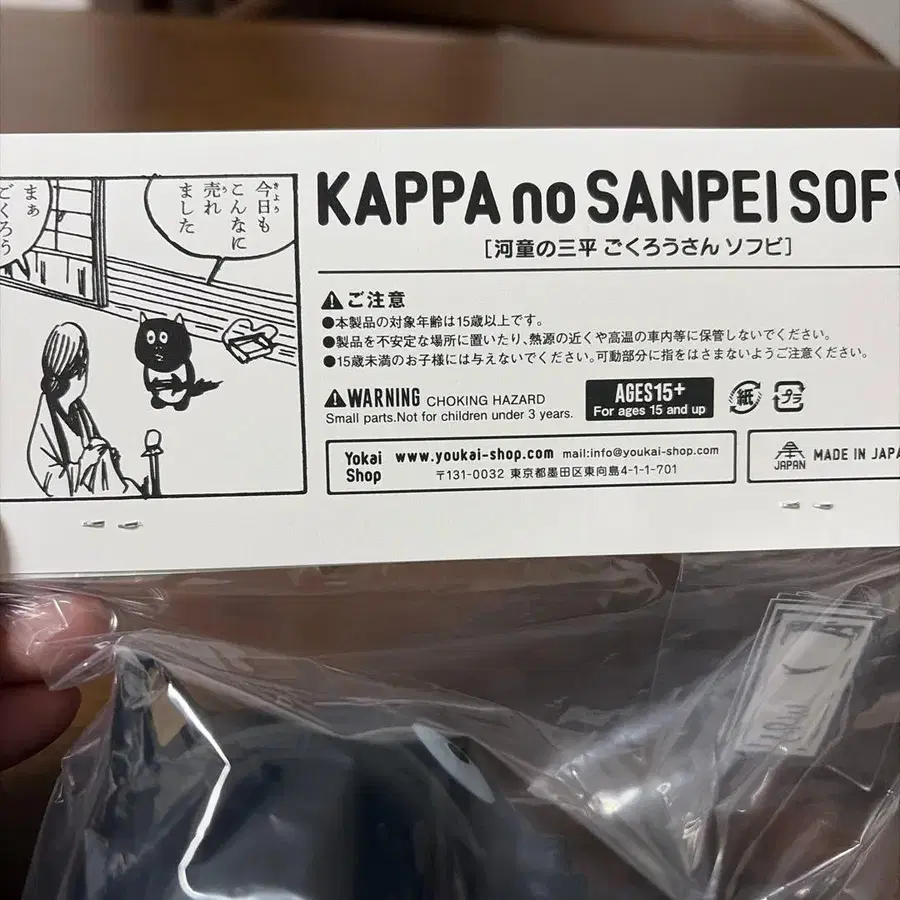 まぁ
ごくろう
今日も
こんなに
売れ
ました
KAPPA no SANPEI SOF
[河童の三平 ごくろうさん ソフビ]
⚠ご注意
●本製品の対象年齢は15歳以上です。
●製品を不安定な場所に置いたり、熱源の近くや高温の車内等に保管しないでください。
●15歳未満のお子様には与えないでください。可動部分に指をはさまないようご注意ください。
⚠WARNING CHOKING HAZARD
Small parts.Not for children under 3 years.
AGES15+
For ages 15 and up
紙
プラ
Yokai Shop
www.youkai-shop.com mail:info@youkai-shop.com
〒131-0032 東京都墨田区東向島4-1-1-701
JAPAN
MADE IN JAPA